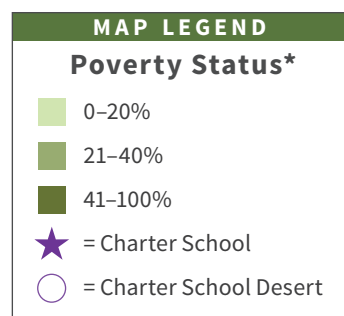 MAP LEGEND
Poverty Status*
0–20%
21–40%
41–100%
= Charter School
= Charter School Desert